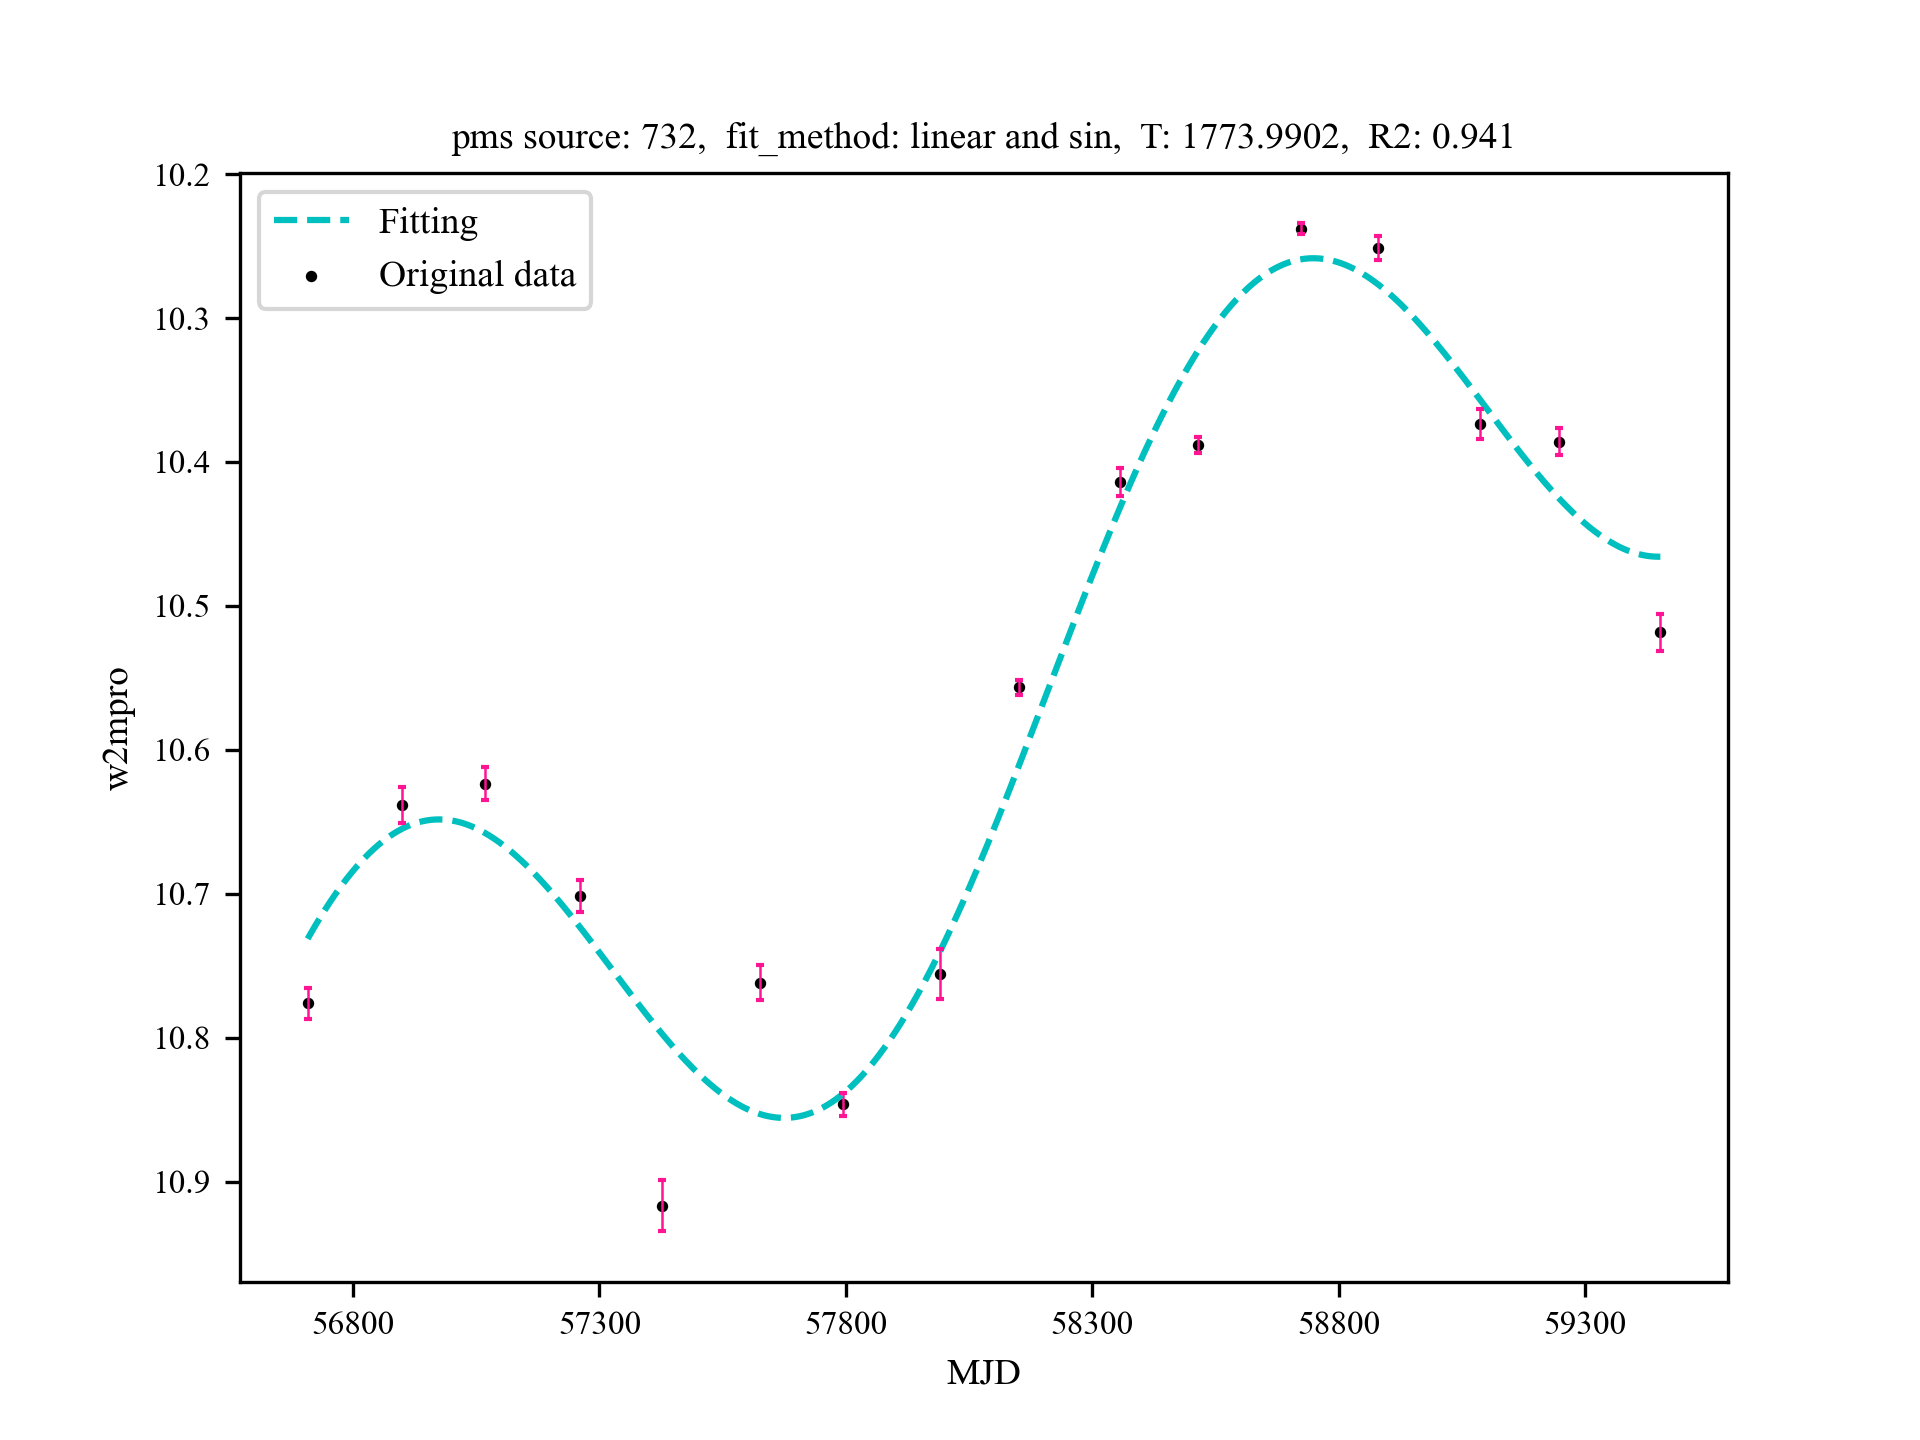 pms source: 732, fit_method: linear and sin, T: 1773.9902, R2: 0.941
Fitting
Original data
10.2
10.3
10.4
10.5
10.6
10.7
10.8
10.9
w2mpro
56800 57300 57800 58300 58800 59300
MJD